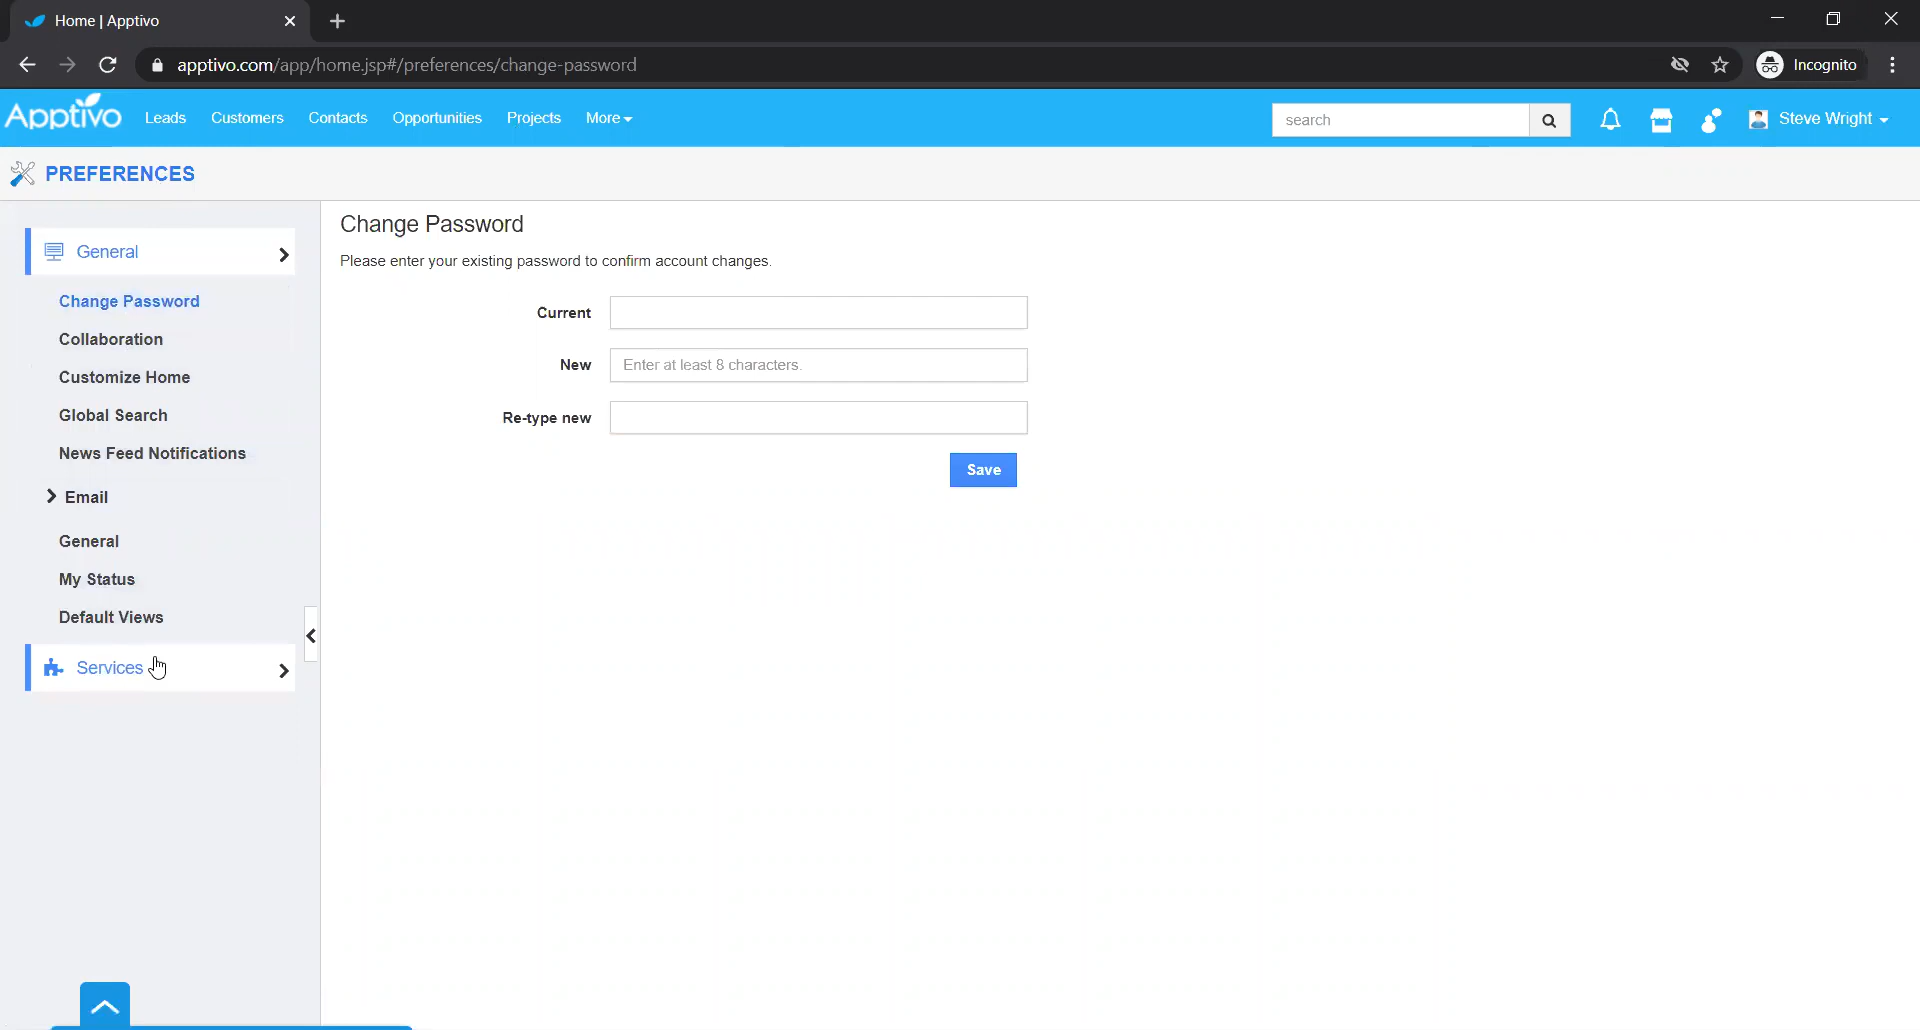 Home | Apptivo
apptivo.com/app/home.jsp#/preferences/change-password
Incognito
Apptivo
Leads
Customers
Contacts
Opportunities
Projects
More
search
Steve Wright
PREFERENCES
General
Change Password
Collaboration
Customize Home
Global Search
News Feed Notifications
Email
General
My Status
Default Views
Services
Change Password
Please enter your existing password to confirm account changes.
Current
New
Enter at least 8 characters.
Re-type new
Save